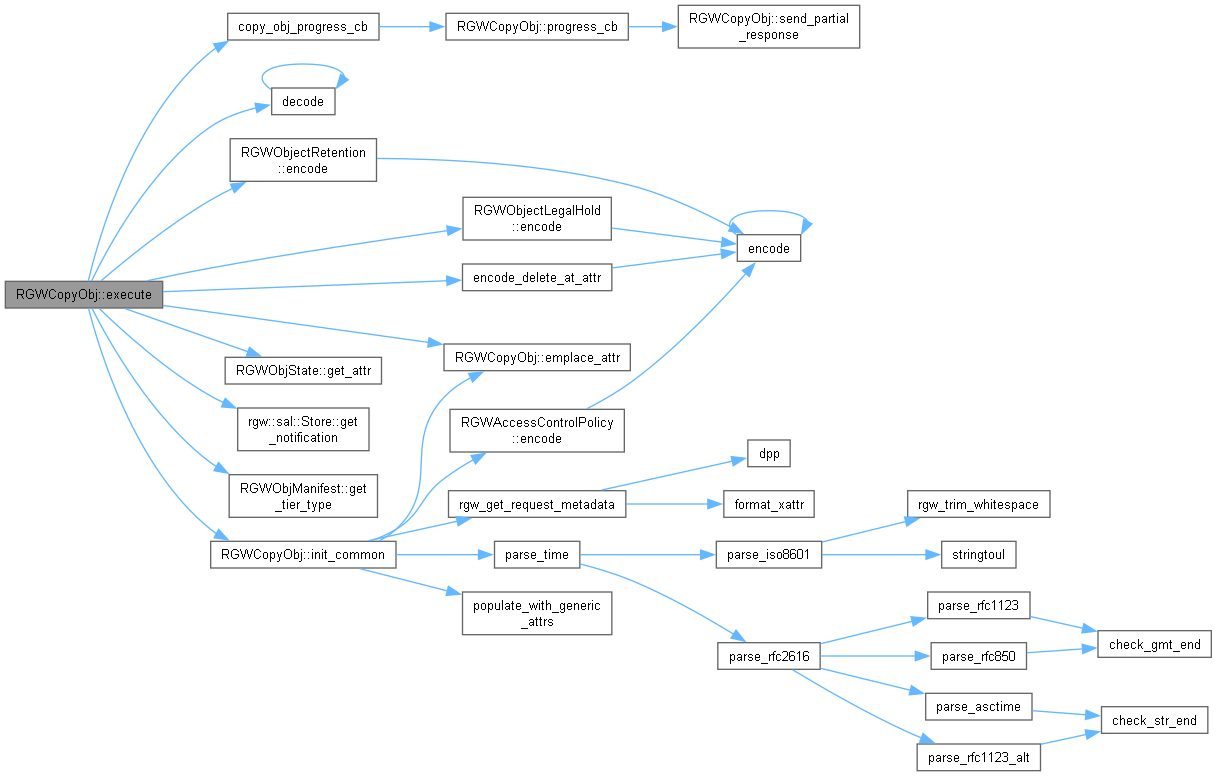 copy_obj_progress_cb
RGWCopyObj::progress_cb
RGWCopyObj::send_partial
_response
decode
RGWObjectRetention
::encode
RGWObjectLegalHold
::encode
encode
encode_delete_at_attr
RGWCopyObj::execute
RGWCopyObj::emplace_attr
RGWObjState::get_attr
rgw::sal::Store::get
_notification
RGWAccessControlPolicy
::encode
dpp
RGWObjManifest::get
_tier_type
rgw_get_request_metadata
format_xattr
rgw_trim_whitespace
RGWCopyObj::init_common
parse_time
parse_iso8601
stringtoul
populate_with_generic
_attrs
parse_rfc1123
check_gmt_end
parse_rfc2616
parse_rfc850
parse_asctime
check_str_end
parse_rfc1123_alt